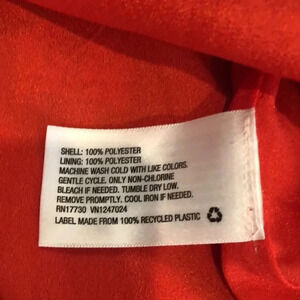 SHELL: 100% POLYESTER
LINING: 100% POLYESTER
MACHINE WASH COLD WITH LIKE COLORS.
GENTLE CYCLE. ONLY NON-CHLORINE
BLEACH IF NEEDED. TUMBLE DRY LOW.
REMOVE PROMPTLY. COOL IRON IF NEEDED.
RN17730 VN1247024
LABEL MADE FROM 100% RECYCLED PLASTIC